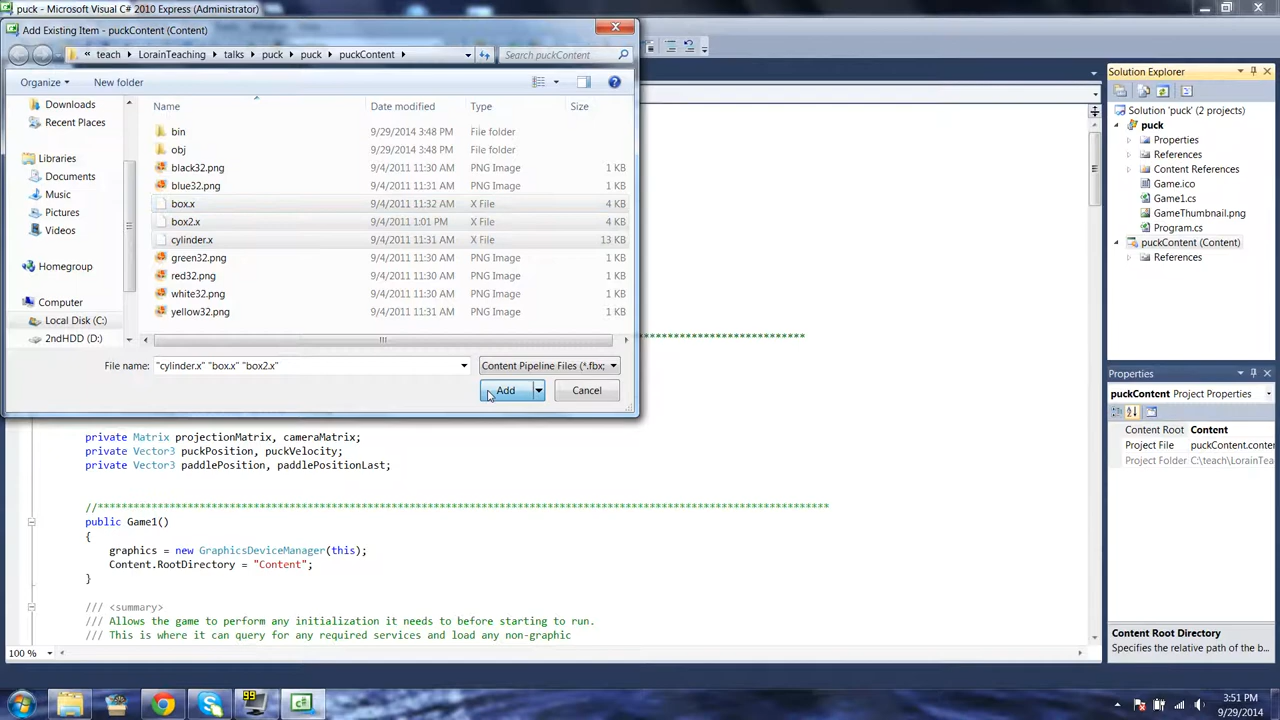 puck - Microsoft Visual C# 2010 Express (Administrator)
Add Existing Item - puckContent (Content)
« teach LorainTeaching talks puck puck puckContent
Search puckContent
Organize New folder
Name Date modified Type Size
Downloads
Recent Places
Libraries
Documents
Music
Pictures
Videos
Homegroup
Computer
Local Disk (C:)
2ndHDD (D:)
bin 9/29/2014 3:48 PM File folder
obj 9/29/2014 3:48 PM File folder
black32.png 9/4/2011 11:30 AM PNG Image 1 KB
blue32.png 9/4/2011 11:31 AM PNG Image 1 KB
box.x 9/4/2011 11:32 AM X File 4 KB
box2.x 9/4/2011 1:01 PM X File 4 KB
cylinder.x 9/4/2011 11:31 AM X File 13 KB
green32.png 9/4/2011 11:30 AM PNG Image 1 KB
red32.png 9/4/2011 11:30 AM PNG Image 1 KB
white32.png 9/4/2011 11:30 AM PNG Image 1 KB
yellow32.png 9/4/2011 11:31 AM PNG Image 1 KB
File name: "cylinder.x" "box.x" "box2.x" Content Pipeline Files (*.fbx;
Add Cancel
private Matrix projectionMatrix, cameraMatrix;
private Vector3 puckPosition, puckVelocity;
private Vector3 paddlePosition, paddlePositionLast;
public Game1()
{
graphics = new GraphicsDeviceManager(this);
Content.RootDirectory = "Content";
}
/// <summary>
/// Allows the game to perform any initialization it needs to before starting to run.
/// This is where it can query for any required services and load any non-graphic
100 %
Solution Explorer
Solution 'puck' (2 projects)
puck
Properties
References
Content References
Game.ico
Game1.cs
GameThumbnail.png
Program.cs
puckContent (Content)
References
Properties
puckContent Project Properties
Content Root Content
Project File puckContent.conter
Project Folder C:\teach\LorainTea
Content Root Directory
Specifies the relative path of the b...
99
C#
3:51 PM
9/29/2014